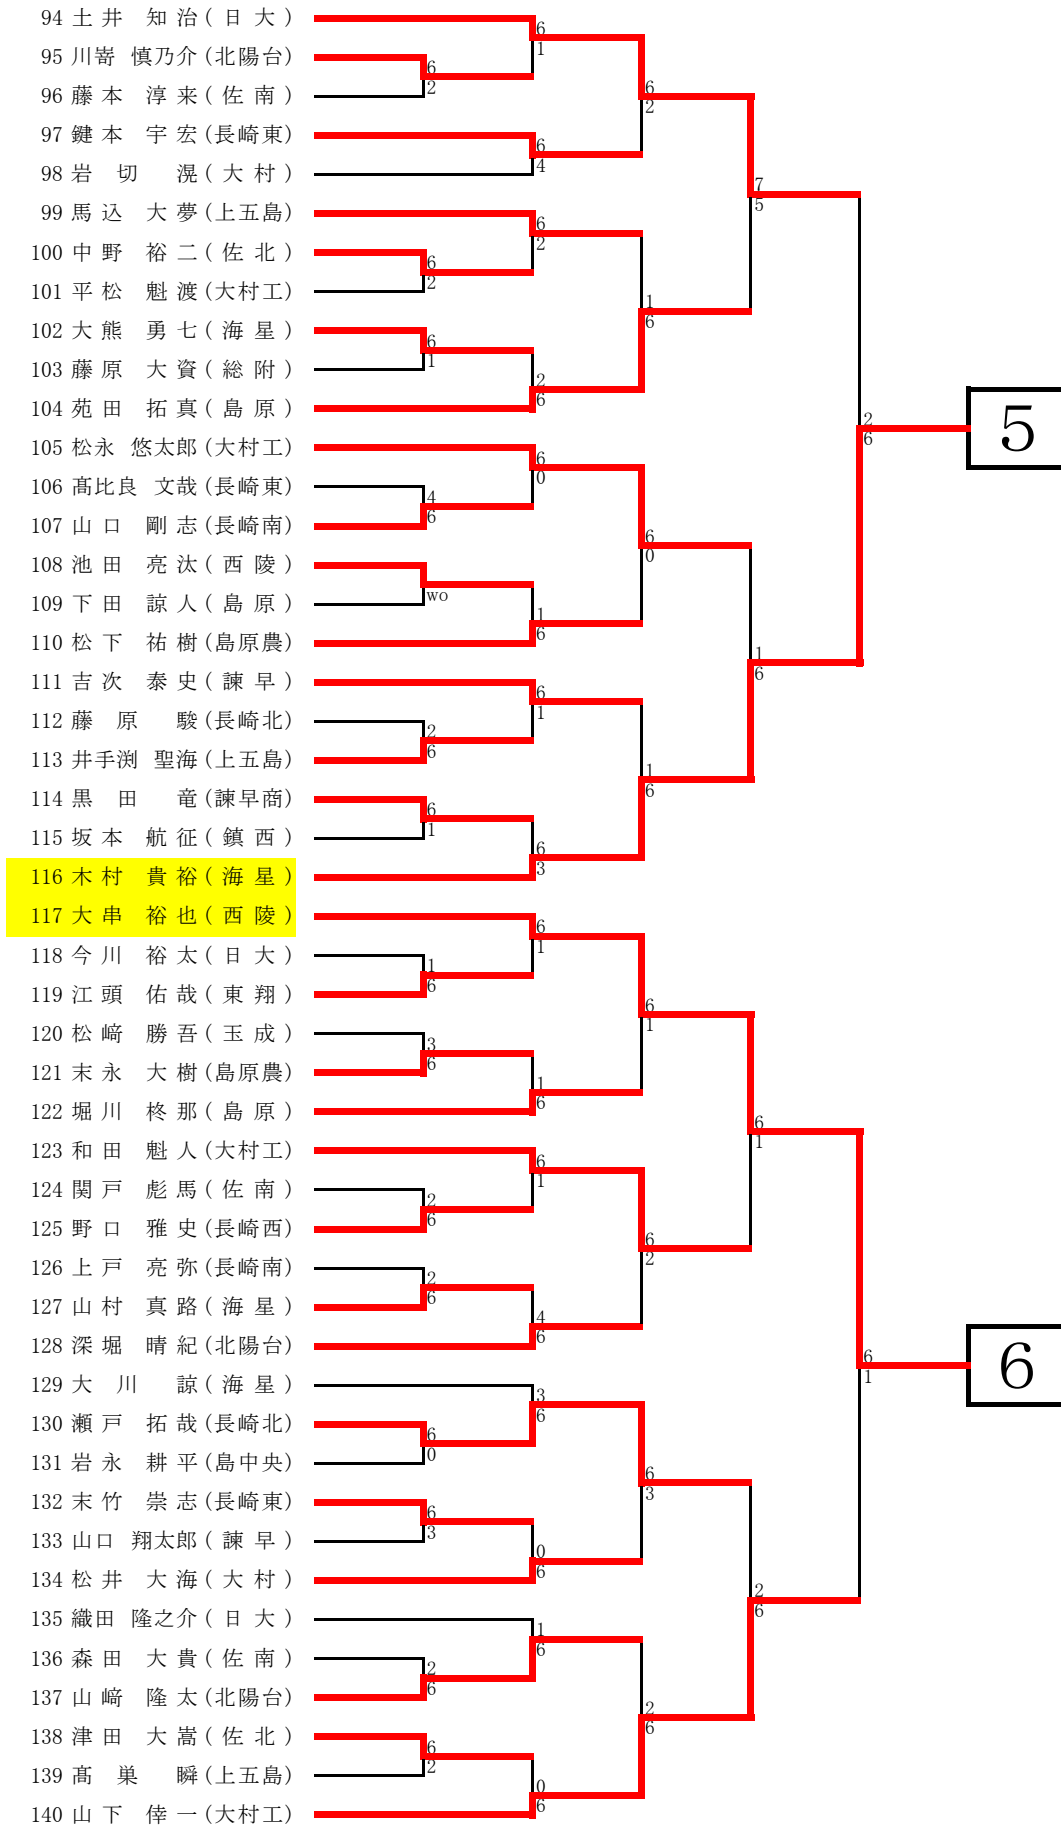 94 土井 知治(日大)
95 川嵜 慎乃介(北陽台)
96 藤本 淳来(佐南)
97 鍵本 宇宏(長崎東)
98 岩切 滉(大村)
99 馬込 大夢(上五島)
100 中野 裕二(佐北)
101 平松 魁渡(大村工)
102 大熊 勇七(海星)
103 藤原 大資(総附)
104 苑田 拓真(島原)
105 松永 悠太郎(大村工)
106 髙比良 文哉(長崎東)
107 山口 剛志(長崎南)
108 池田 亮汰(西陵)
109 下田 諒人(島原)
110 松下 祐樹(島原農)
111 吉次 泰史(諫早)
112 藤原 駿(長崎北)
113 井手渕 聖海(上五島)
114 黒田 竜(諫早商)
115 坂本 航征(鎮西)
116 木村 貴裕(海星)
117 大串 裕也(西陵)
118 今川 裕太(日大)
119 江頭 佑哉(東翔)
120 松﨑 勝吾(玉成)
121 末永 大樹(島原農)
122 堀川 柊那(島原)
123 和田 魁人(大村工)
124 関戸 彪馬(佐南)
125 野口 雅史(長崎西)
126 上戸 亮弥(長崎南)
127 山村 真路(海星)
128 深堀 晴紀(北陽台)
129 大川 諒(海星)
130 瀬戸 拓哉(長崎北)
131 岩永 耕平(島中央)
132 末竹 崇志(長崎東)
133 山口 翔太郎(諫早)
134 松井 大海(大村)
135 織田 隆之介(日大)
136 森田 大貴(佐南)
137 山﨑 隆太(北陽台)
138 津田 大嵩(佐北)
139 髙巣 瞬(上五島)
140 山下 倖一(大村工)
6
2
6
2
6
1
4
6
wo
2
6
6
1
1
6
3
6
2
6
2
6
6
0
6
3
2
6
6
2
6
1
6
4
6
2
2
6
6
0
1
6
6
1
6
3
6
1
1
6
6
1
4
6
3
6
0
6
1
6
0
6
6
2
1
6
6
0
1
6
6
1
6
2
6
3
2
6
7
5
1
6
6
1
2
6
2
6
6
1
5
6